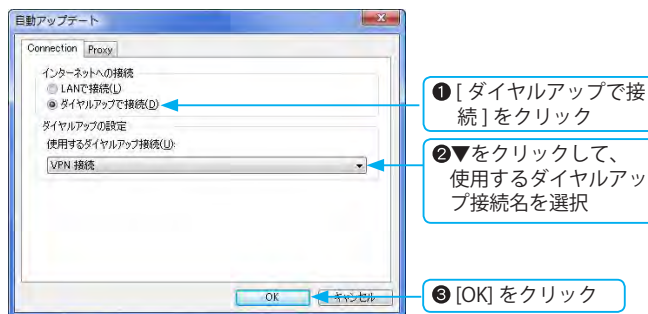 自動アップデート
Connection Proxy
インターネットへの接続
LANで接続(L)
ダイヤルアップで接続(D)
ダイヤルアップの設定
使用するダイヤルアップ接続(U):
VPN 接続
OK キャンセル
❶ [ ダイヤルアップで接
続 ] をクリック
❷▼をクリックして、
使用するダイヤルアッ
プ接続名を選択
❸ [OK] をクリック